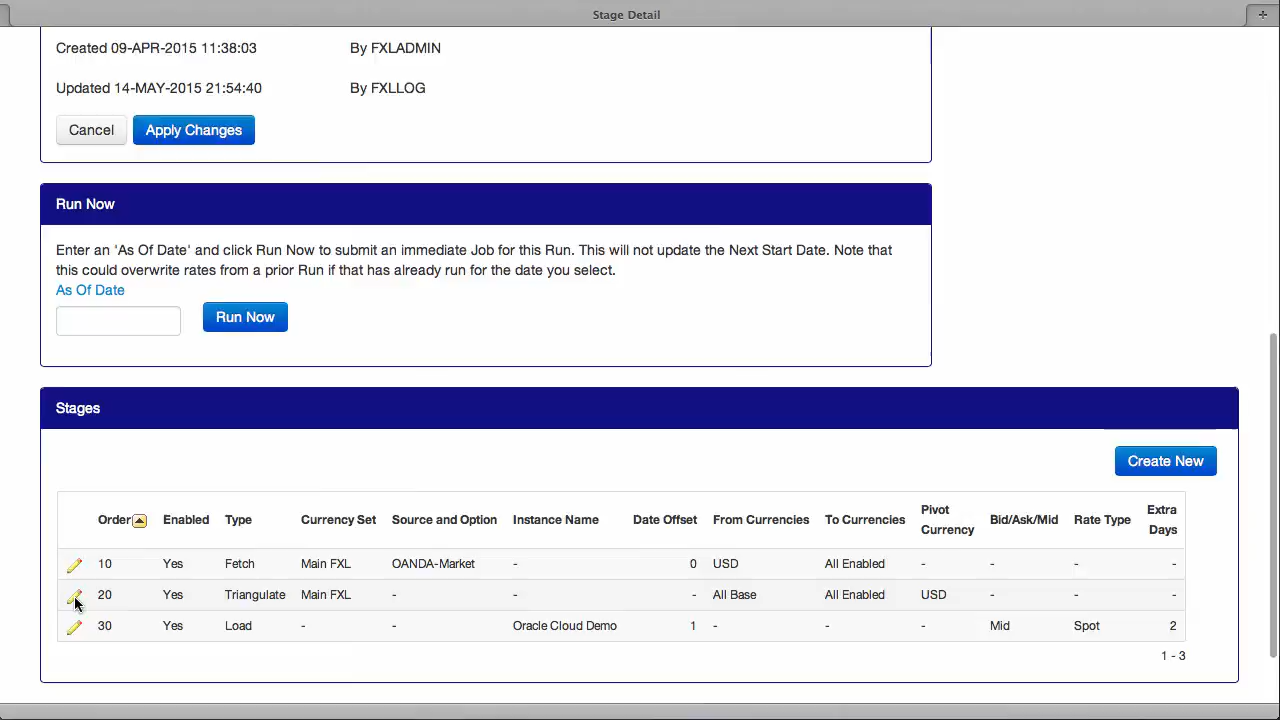 Stage Detail
Created 09-APR-2015 11:38:03 By FXLADMIN
Updated 14-MAY-2015 21:54:40 By FXLLOG
Cancel Apply Changes
Run Now
Enter an 'As Of Date' and click Run Now to submit an immediate Job for this Run. This will not update the Next Start Date. Note that
this could overwrite rates from a prior Run if that has already run for the date you select.
As Of Date
Run Now
Stages
Create New
Order Enabled Type Currency Set Source and Option Instance Name Date Offset From Currencies To Currencies Pivot Currency Bid/Ask/Mid Rate Type Extra Days
10 Yes Fetch Main FXL OANDA-Market - 0 USD All Enabled - - - -
20 Yes Triangulate Main FXL - - - All Base All Enabled USD - - -
30 Yes Load - - Oracle Cloud Demo 1 - - - Mid Spot 2
1 - 3